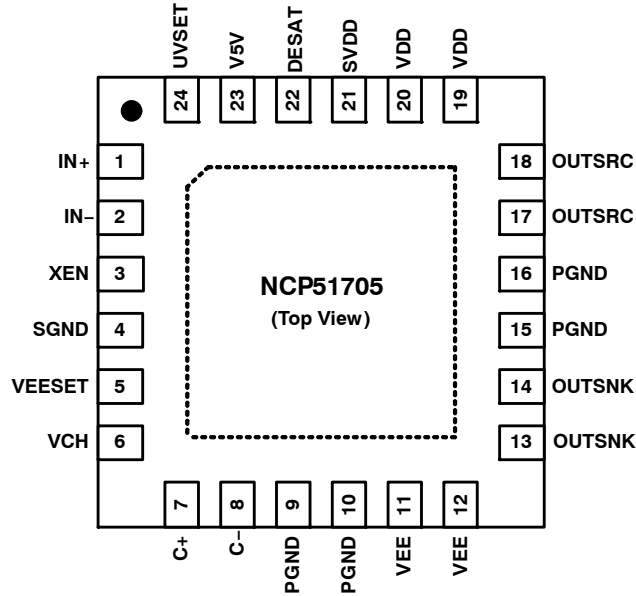 UVSET V5V DESAT SVDD VDD VDD
24 23 22 21 20 19
IN+ 1 18 OUTSRC
IN− 2 17 OUTSRC
XEN 3 16 PGND
NCP51705
(Top View)
SGND 4 15 PGND
VEESET 5 14 OUTSNK
VCH 6 13 OUTSNK
7 8 9 10 11 12
C+ C− PGND PGND VEE VEE